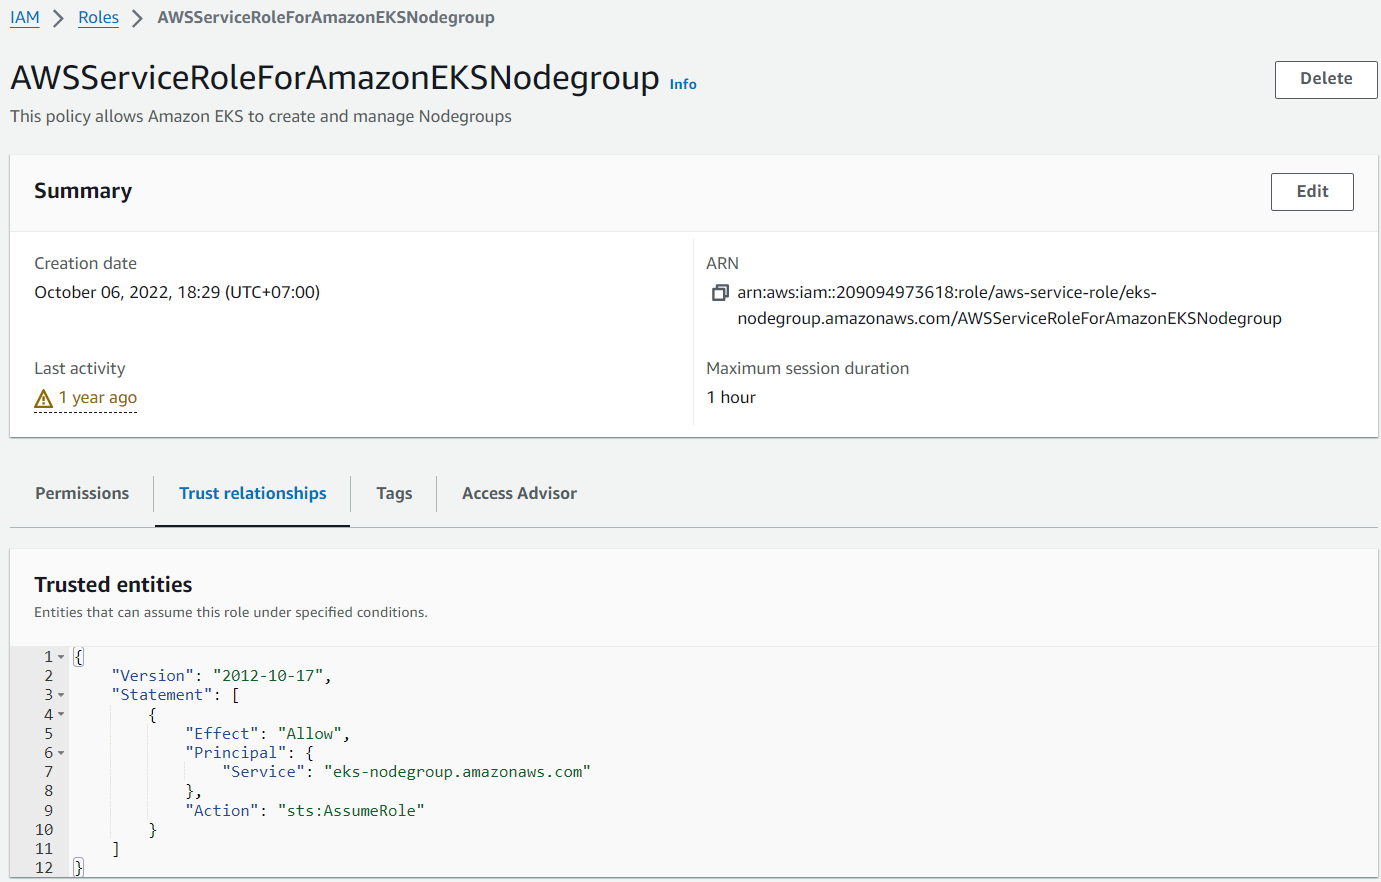 IAM > Roles > AWSServiceRoleForAmazonEKSNodegroup
AWSServiceRoleForAmazonEKSNodegroup Info
Delete
This policy allows Amazon EKS to create and manage Nodegroups
Summary
Edit
Creation date
October 06, 2022, 18:29 (UTC+07:00)
ARN
arn:aws:iam::209094973618:role/aws-service-role/eks-
nodegroup.amazonaws.com/AWSServiceRoleForAmazonEKSNodegroup
Last activity
1 year ago
Maximum session duration
1 hour
Permissions
Trust relationships
Tags
Access Advisor
Trusted entities
Entities that can assume this role under specified conditions.
1 {
2     "Version": "2012-10-17",
3     "Statement": [
4         {
5             "Effect": "Allow",
6             "Principal": {
7                 "Service": "eks-nodegroup.amazonaws.com"
8             },
9             "Action": "sts:AssumeRole"
10         }
11     ]
12 }